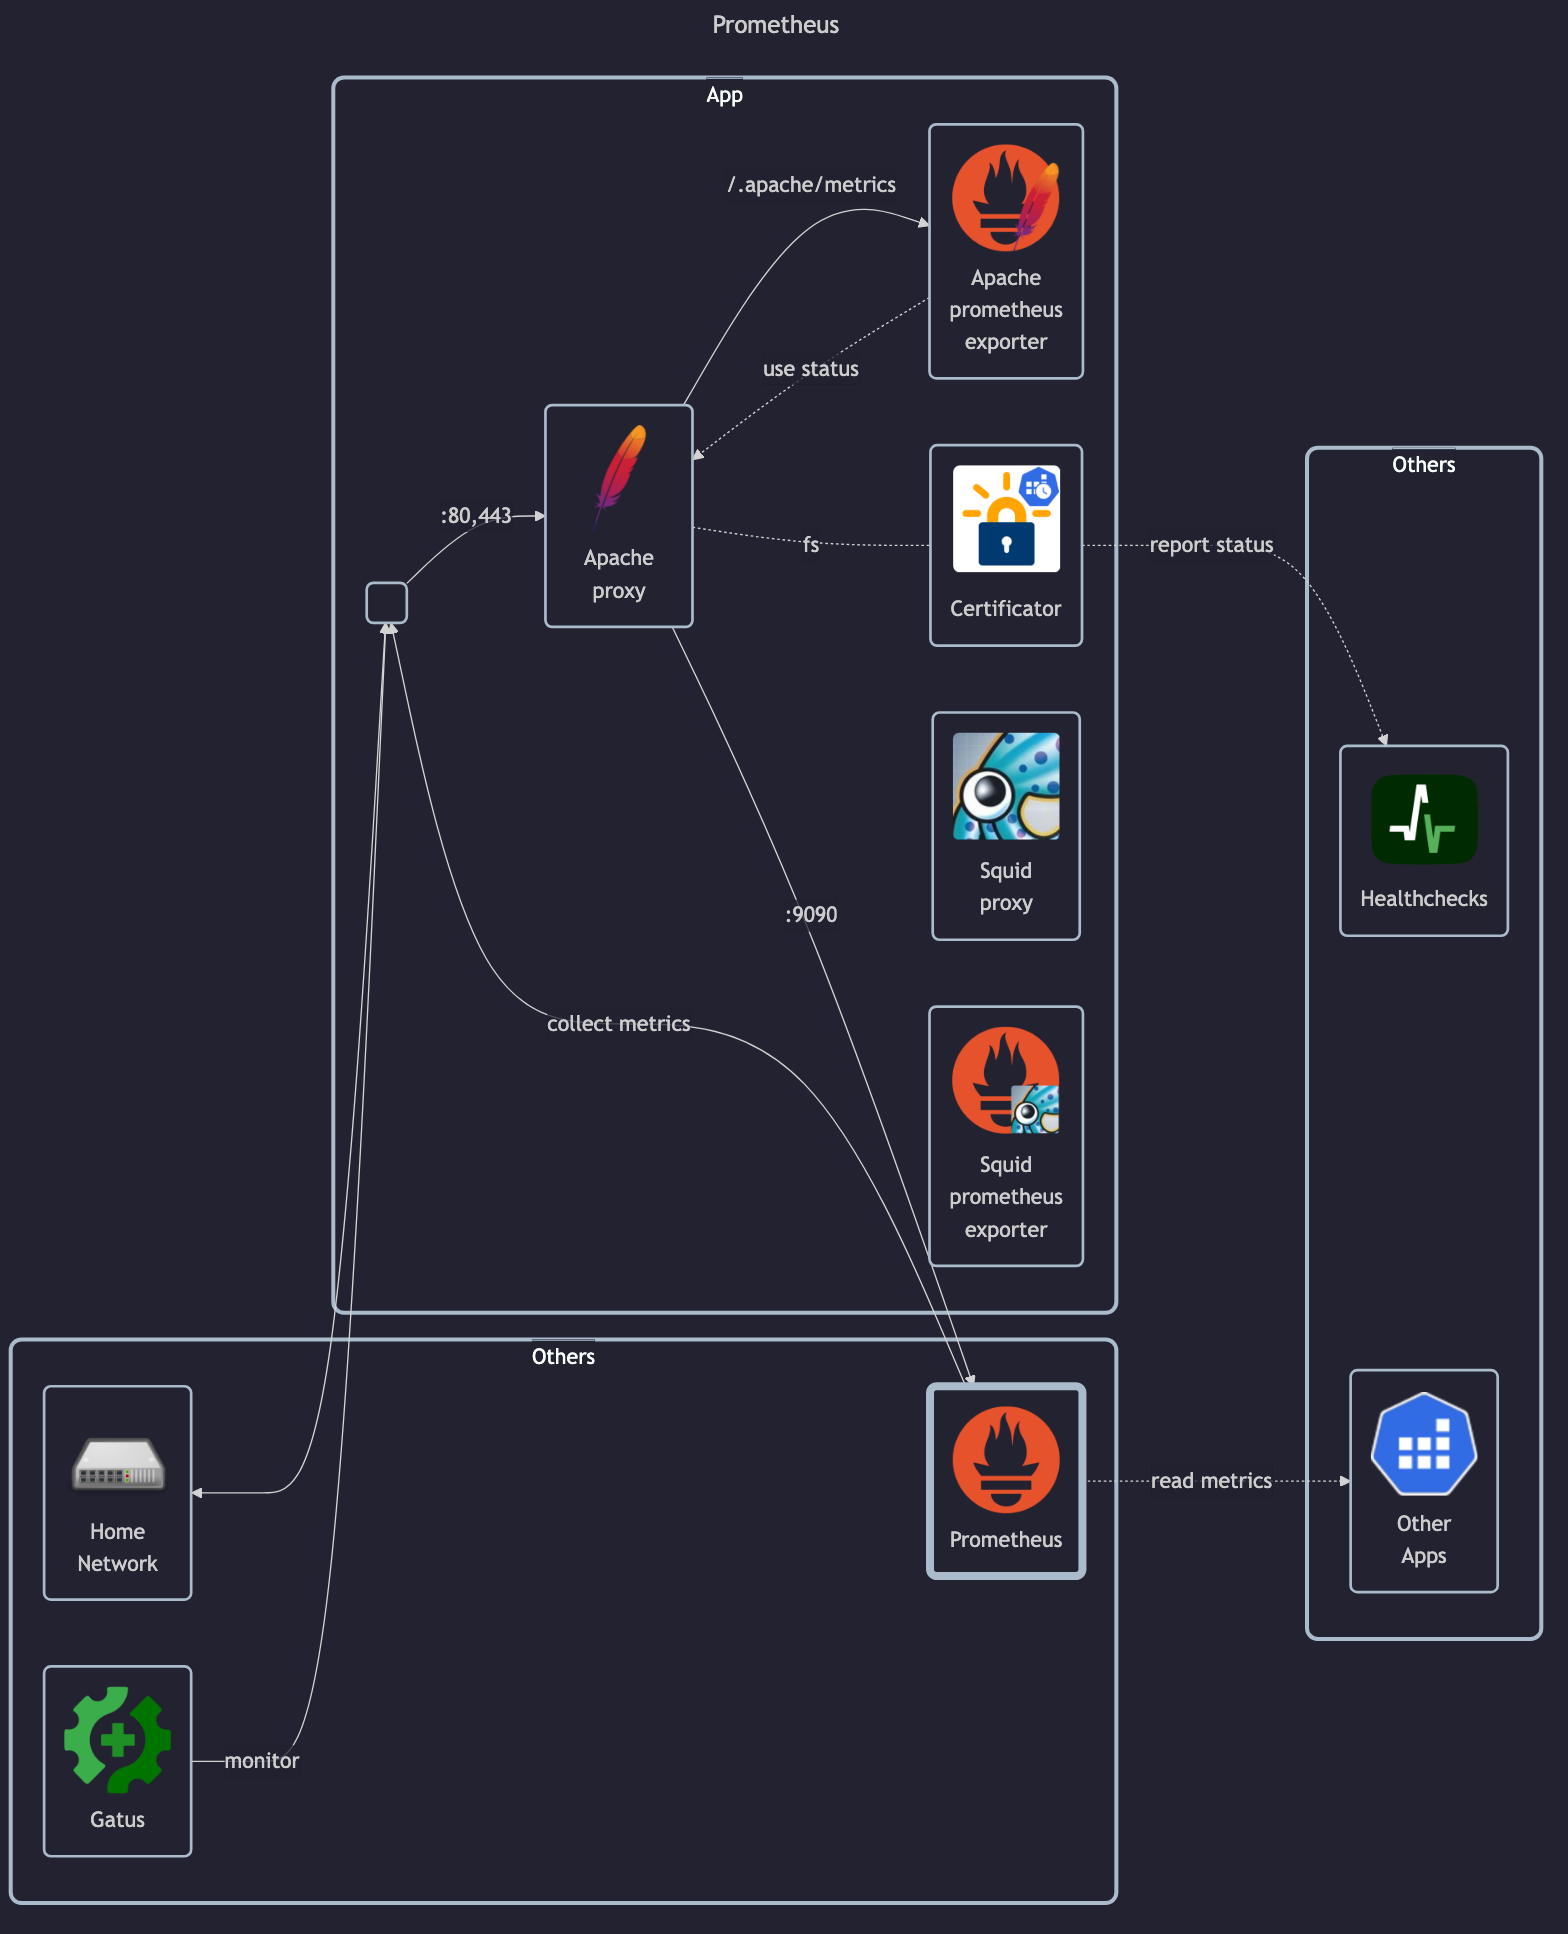 Prometheus
App
/.apache/metrics
Apache
prometheus
exporter
use status
:80,443
Apache
proxy
fs
Certificator
report status
Others
Squid
proxy
Healthchecks
:9090
collect metrics
Squid
prometheus
exporter
Others
Home
Network
Prometheus
read metrics
Other
Apps
monitor
Gatus